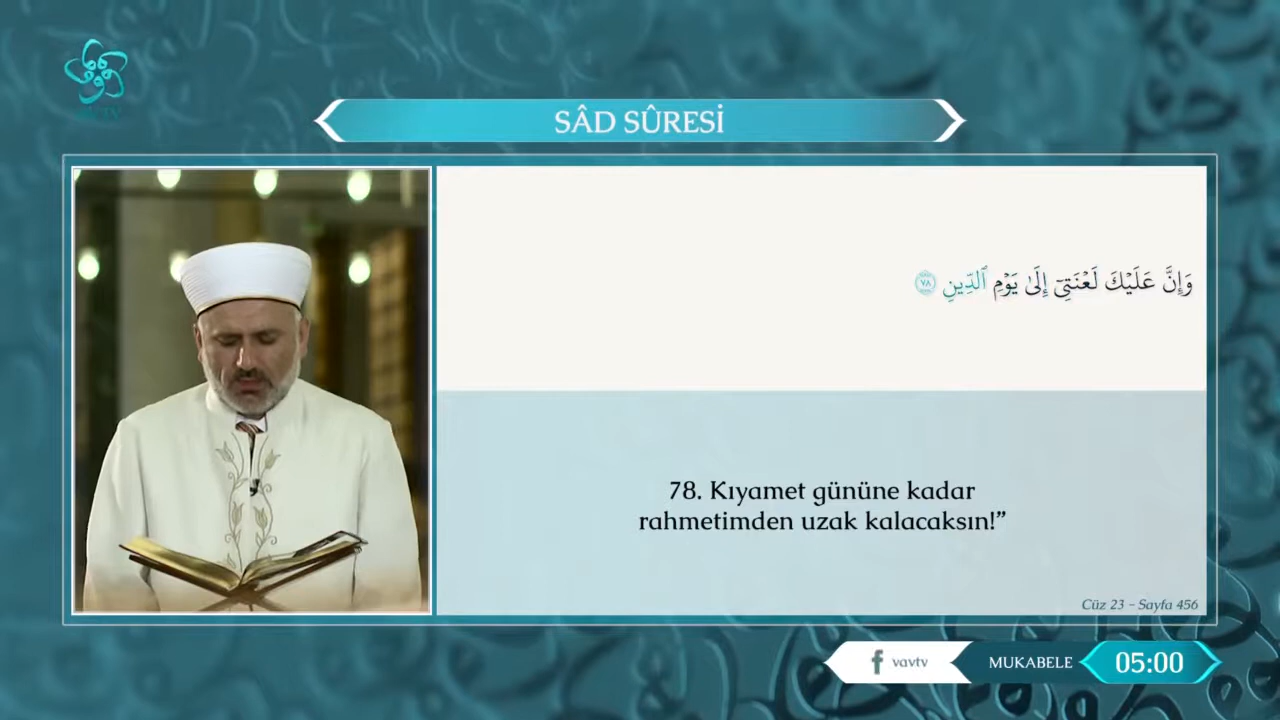 SÂD SÛRESİ
وَإِنَّ عَلَيْكَ لَعْنَتِىٓ إِلَىٰ يَوْمِ ٱلدِّينِ ٧٨
78. Kıyamet gününe kadar
rahmetimden uzak kalacaksın!”
Cüz 23 – Sayfa 456
f vavtv MUKABELE 05:00